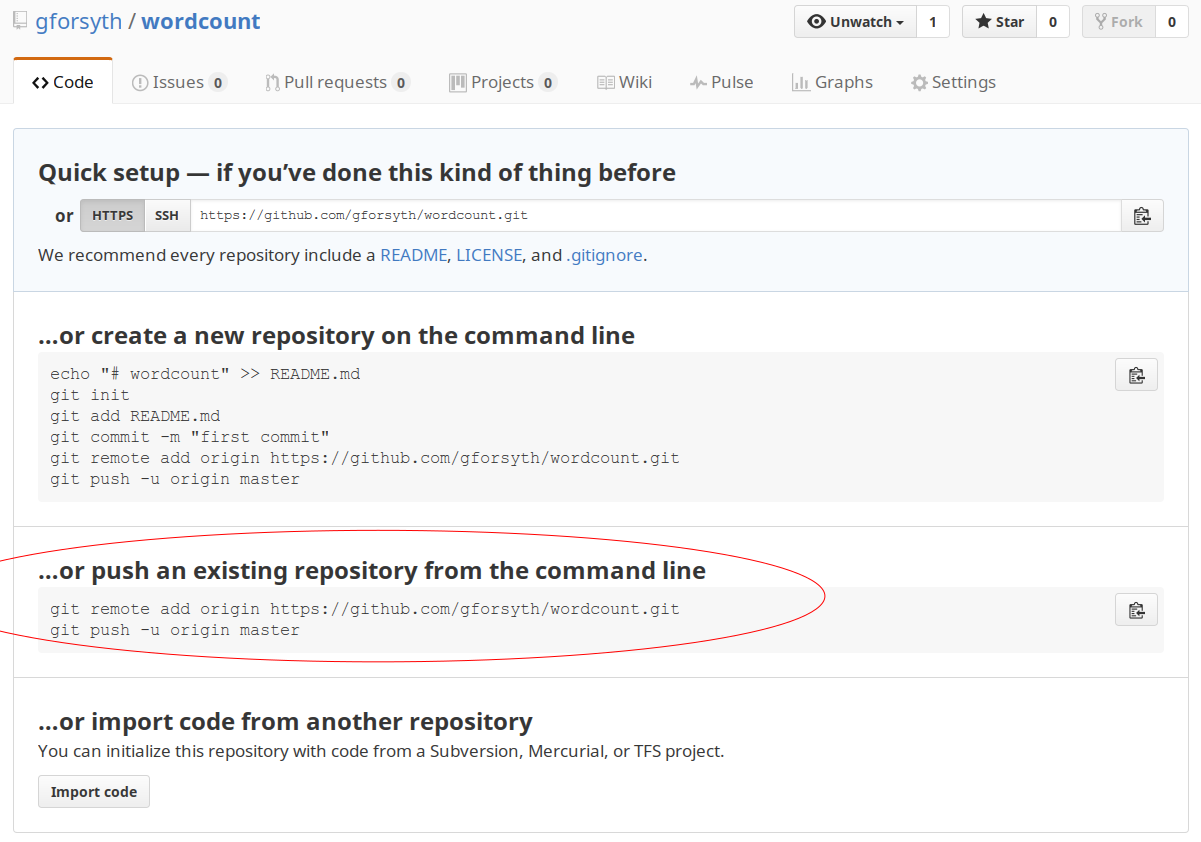 gforsyth / wordcount
Unwatch 1 Star 0 Fork 0
Code Issues 0 Pull requests 0 Projects 0 Wiki Pulse Graphs Settings
Quick setup — if you’ve done this kind of thing before
or HTTPS SSH https://github.com/gforsyth/wordcount.git
We recommend every repository include a README, LICENSE, and .gitignore.
…or create a new repository on the command line
echo "# wordcount" >> README.md
git init
git add README.md
git commit -m "first commit"
git remote add origin https://github.com/gforsyth/wordcount.git
git push -u origin master
…or push an existing repository from the command line
git remote add origin https://github.com/gforsyth/wordcount.git
git push -u origin master
…or import code from another repository
You can initialize this repository with code from a Subversion, Mercurial, or TFS project.
Import code